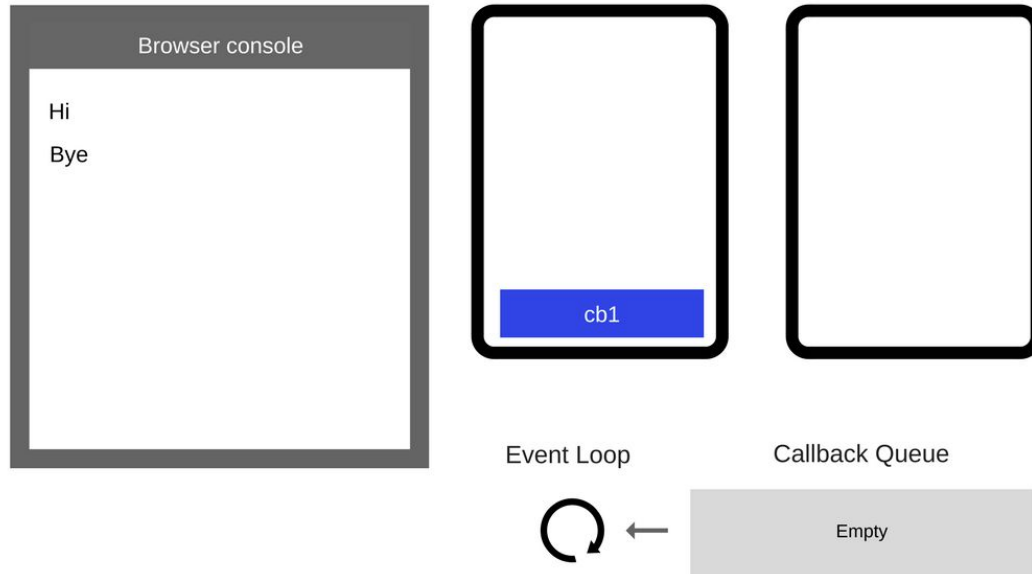 Browser console
Hi
Bye
cb1
Event Loop
Callback Queue
Empty